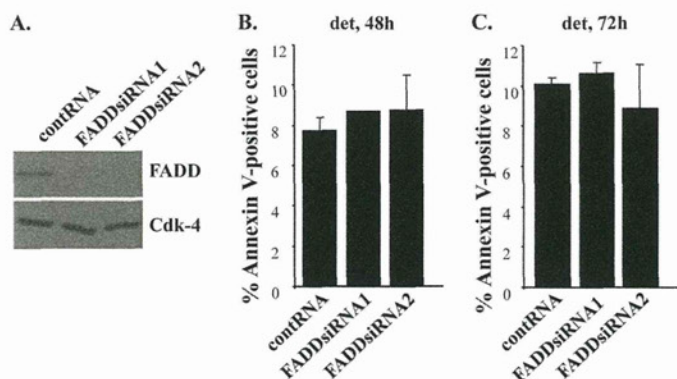 A.
contRNA
FADDsiRNA1
FADDsiRNA2
FADD
Cdk-4
B.
det, 48h
% Annexin V-positive cells
12
10
8
6
4
2
0
contRNA
FADDsiRNA1
FADDsiRNA2
C.
det, 72h
% Annexin V-positive cells
12
10
8
6
4
2
0
contRNA
FADDsiRNA1
FADDsiRNA2